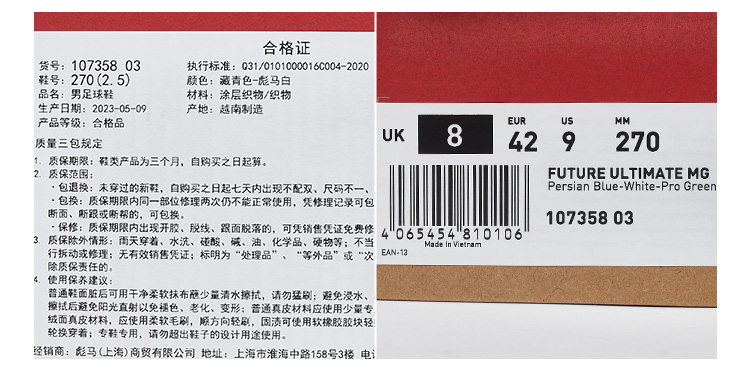 合格证
货号：107358 03
执行标准：Q31/0101000016C004-2020
鞋号：270(2.5)
颜色：藏青色-彪马白
品名：男足球鞋
材料：涂层织物/织物
生产日期：2023-05-09
产地：越南制造
产品等级：合格品
质量三包规定
1. 质保期限：鞋类产品为三个月，自购买之日起算。
2. 质保范围：
·包退换：未穿过的新鞋，自购买之日起七天内出现不配双、尺码不一、
·包换：质保期限内同一部位修理两次仍不能正常使用，凭修理记录可包
断面、断跟或断帮的，可包换。
·保修：质保期限内出现开胶、脱线、跟面脱落的，可凭销售凭证免费修
3. 质保除外情形：雨天穿着、水洗、碰酸、碱、油、化学品、硬物等；不当
行拆动或修理；无有效销售凭证；标明为“处理品”、“等外品”或“次
除质保责任的。
4. 使用保养建议：
普通鞋面脏后可用干净柔软抹布蘸少量清水擦拭，请勿猛刷；避免浸水、
擦拭后避免阳光直射以免褪色、老化、变形；普通真皮材料应使用少量专
绒面真皮材料，应使用柔软毛刷，顺方向轻刷，固渍可使用软橡胶胶块轻
轮换穿着；专鞋专用，请勿超出鞋子的设计用途使用。
经销商：彪马(上海)商贸有限公司 地址：上海市淮海中路158号3楼 电
UK 8 EUR 42 US 9 MM 270
FUTURE ULTIMATE MG
Persian Blue-White-Pro Green
107358 03
4 065454 810106
Made in Vietnam
EAN-13